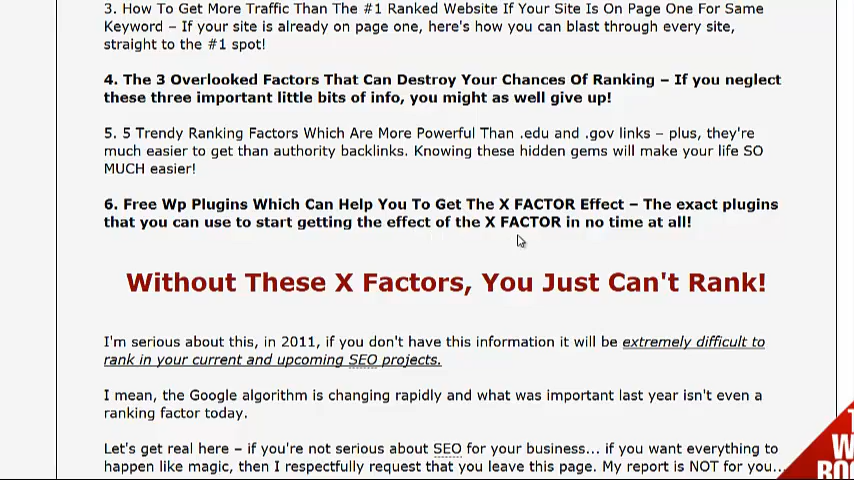 3. How To Get More Traffic Than The #1 Ranked Website If Your Site Is On Page One For Same
Keyword – If your site is already on page one, here's how you can blast through every site,
straight to the #1 spot!
4. The 3 Overlooked Factors That Can Destroy Your Chances Of Ranking – If you neglect
these three important little bits of info, you might as well give up!
5. 5 Trendy Ranking Factors Which Are More Powerful Than .edu and .gov links – plus, they're
much easier to get than authority backlinks. Knowing these hidden gems will make your life SO
MUCH easier!
6. Free Wp Plugins Which Can Help You To Get The X FACTOR Effect – The exact plugins
that you can use to start getting the effect of the X FACTOR in no time at all!
Without These X Factors, You Just Can't Rank!
I'm serious about this, in 2011, if you don't have this information it will be extremely difficult to
rank in your current and upcoming SEO projects.
I mean, the Google algorithm is changing rapidly and what was important last year isn't even a
ranking factor today.
Let's get real here – if you're not serious about SEO for your business... if you want everything to
happen like magic, then I respectfully request that you leave this page. My report is NOT for you...